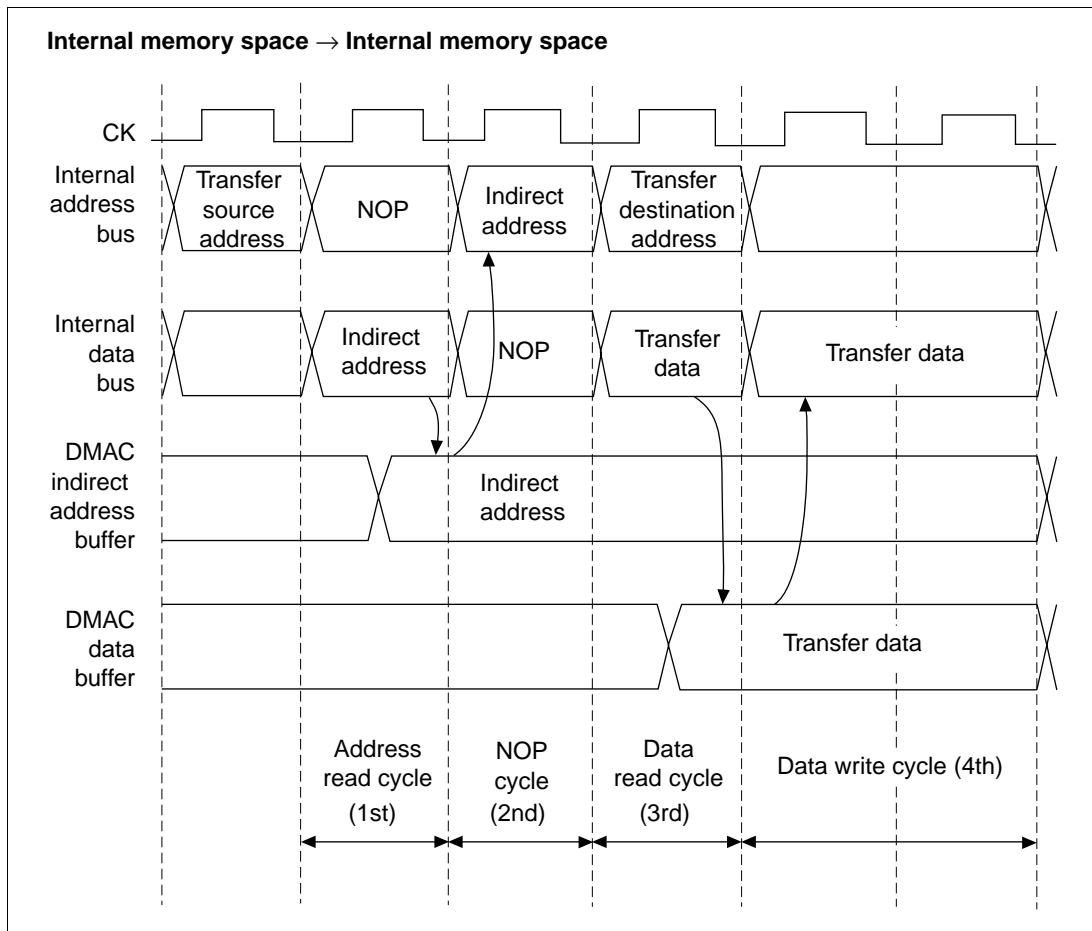 Internal memory space → Internal memory space
CK
Internal
address
bus
Transfer
source
address
NOP
Indirect
address
Transfer
destination
address
Internal
data
bus
Indirect
address
NOP
Transfer
data
Transfer data
DMAC
indirect
address
buffer
Indirect
address
DMAC
data
buffer
Transfer data
Address
read cycle
(1st)
NOP
cycle
(2nd)
Data
read cycle
(3rd)
Data write cycle (4th)